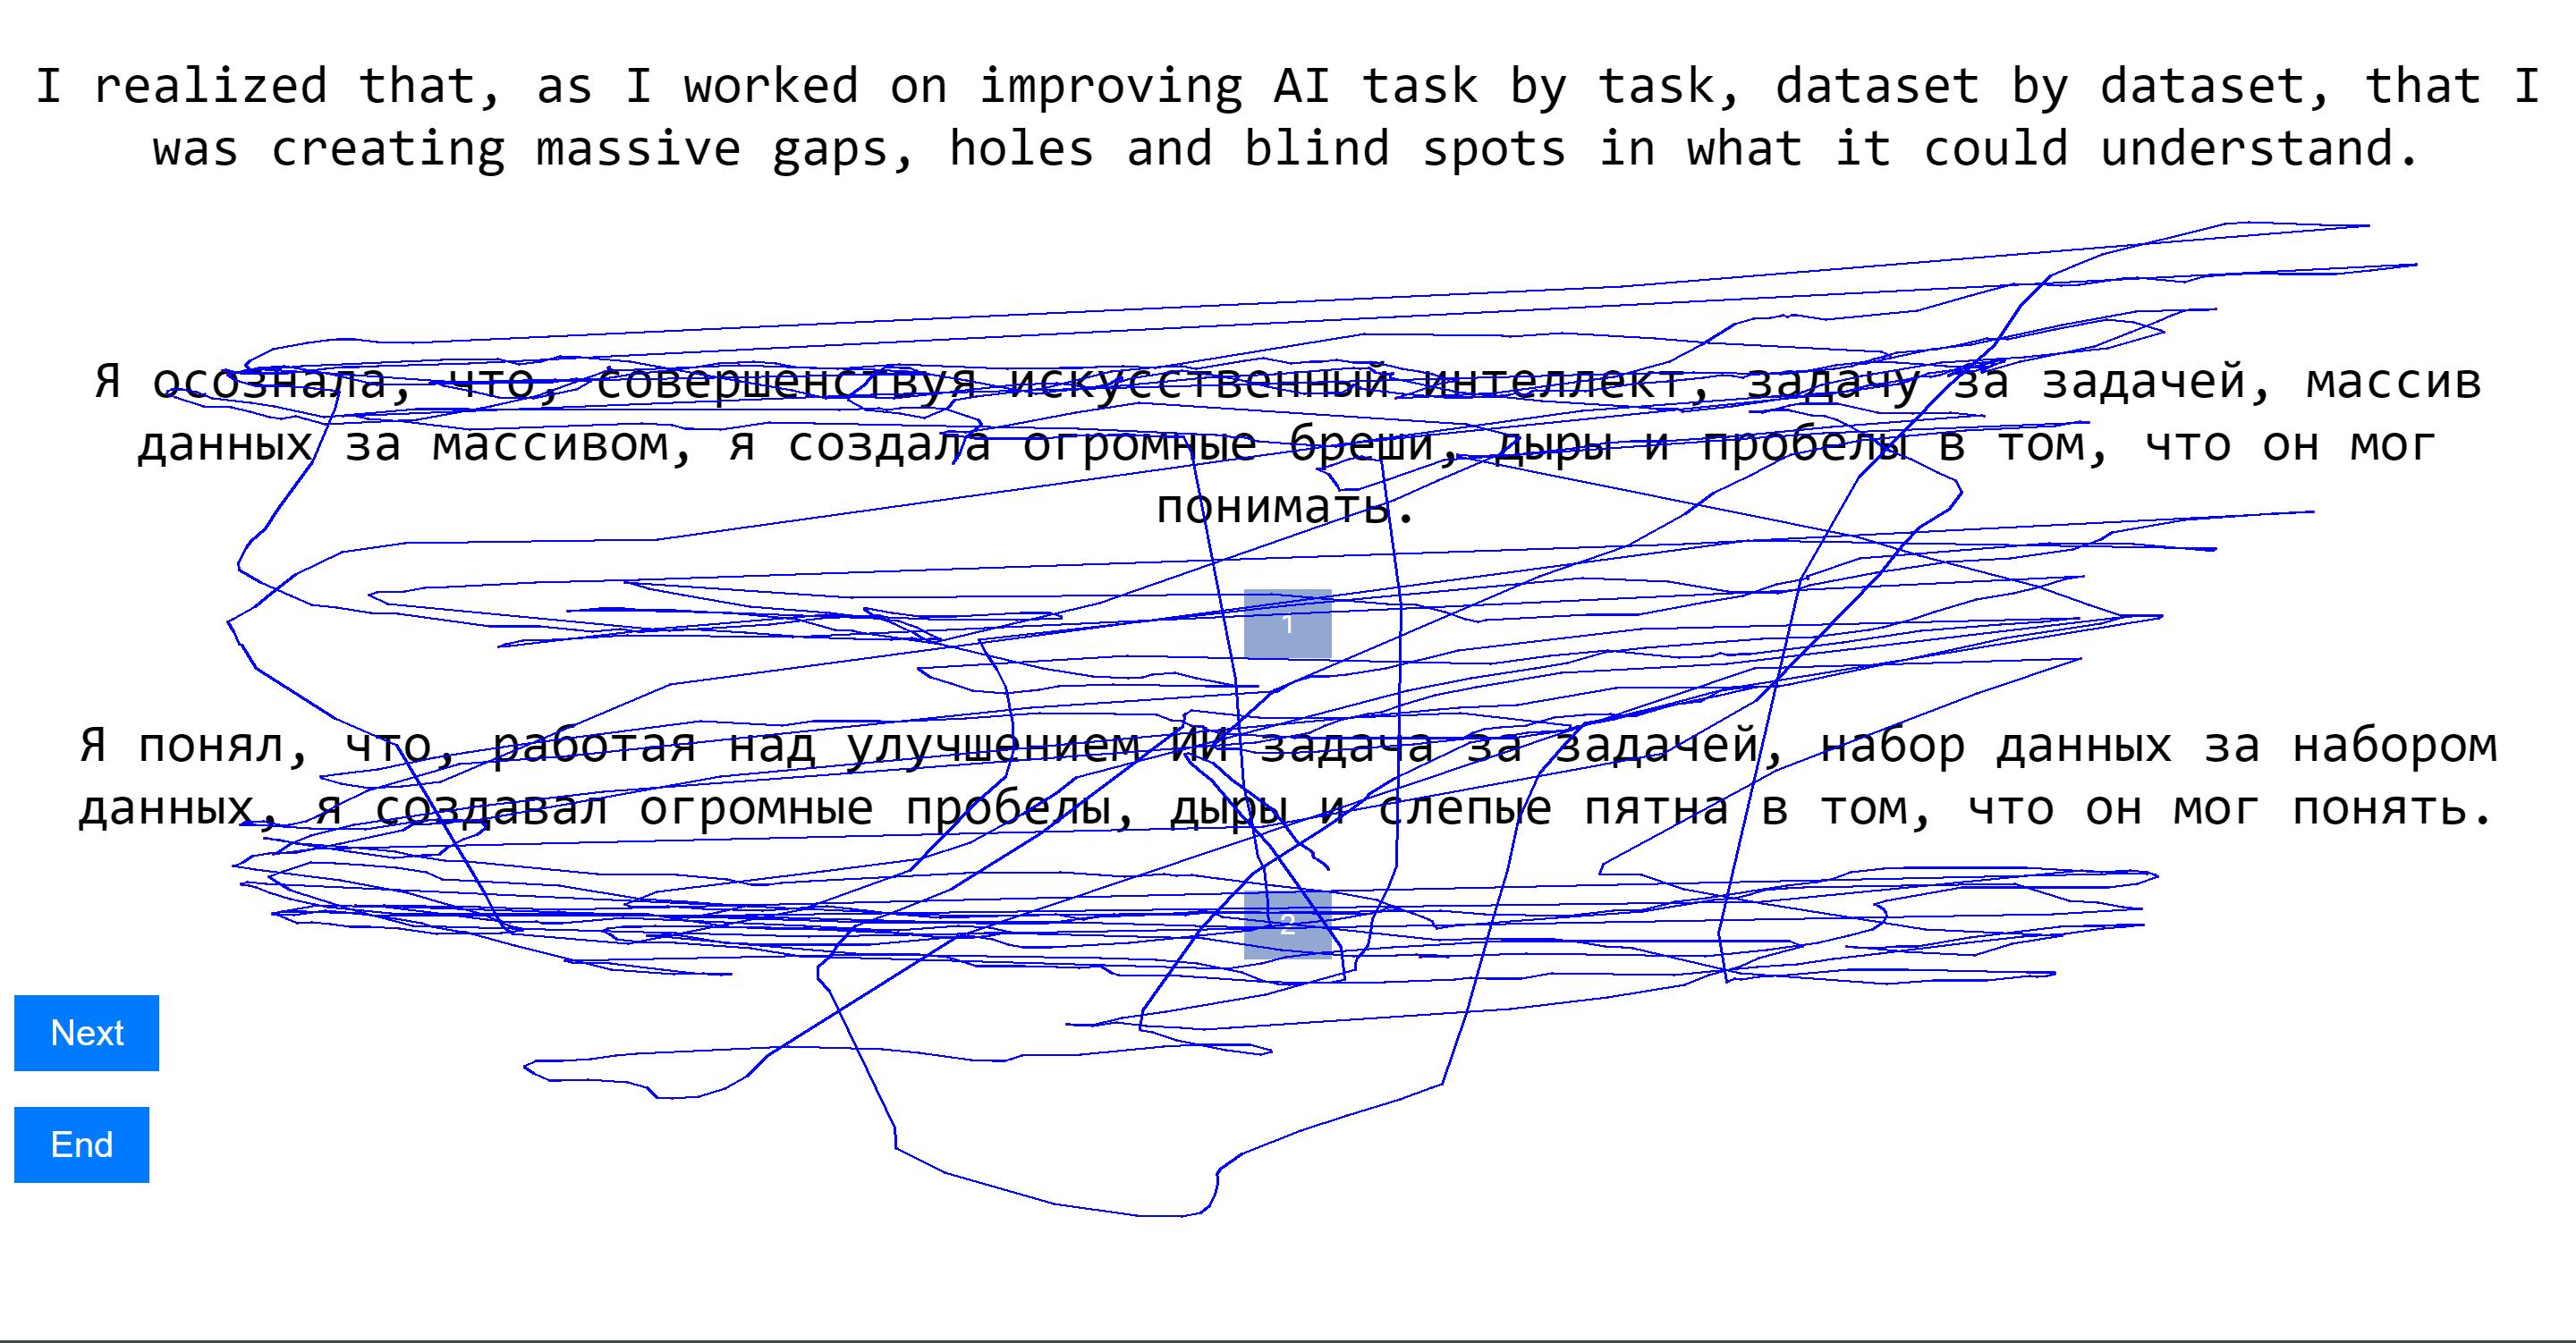 I realized that, as I worked on improving AI task by task, dataset by dataset, that I
was creating massive gaps, holes and blind spots in what it could understand.
Я осознала, что, совершенствуя искусственный интеллект, задачу за задачей, массив
данных за массивом, я создала огромные бреши, дыры и пробелы в том, что он мог
понимать.
1
Я понял, что, работая над улучшением ИИ задача за задачей, набор данных за набором
данных, я создавал огромные пробелы, дыры и слепые пятна в том, что он мог понять.
2
Next
End